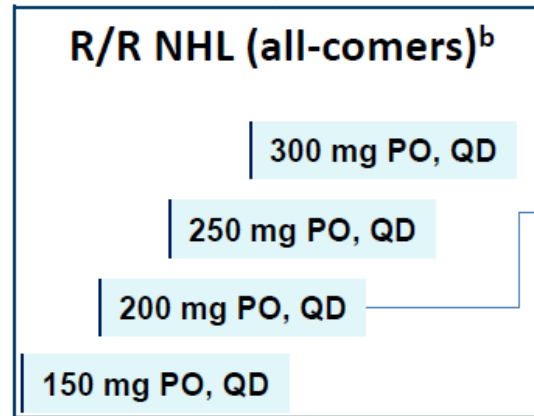 R/R NHL (all-comers)ᵇ
300 mg PO, QD
250 mg PO, QD
200 mg PO, QD
150 mg PO, QD